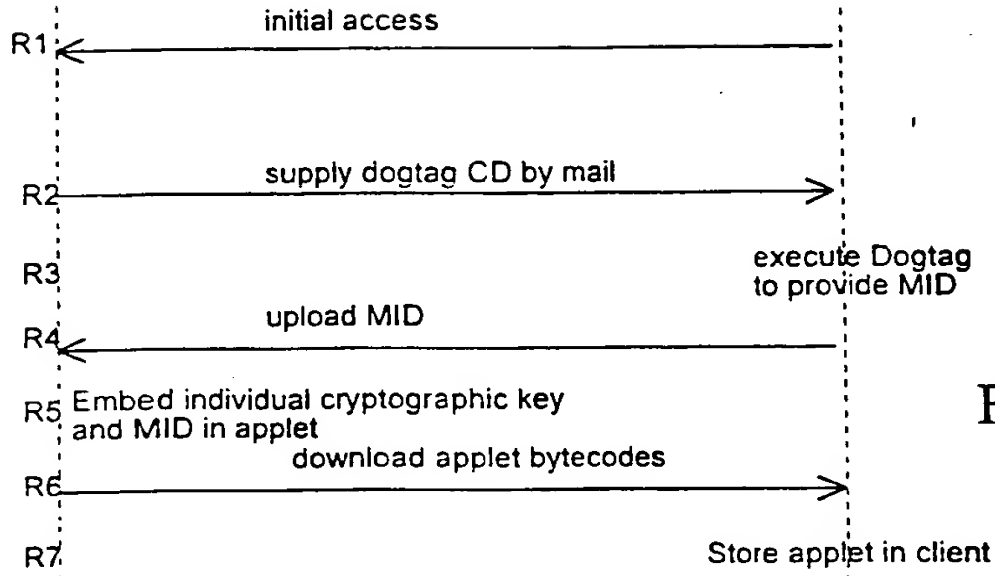 initial access
R1
supply dogtag CD by mail
R2
execute Dogtag
R3
to provide MID
upload MID
R4
Embed individual cryptographic key
R5
and MID in applet
download applet bytecodes
R6
R7
Store applet in client